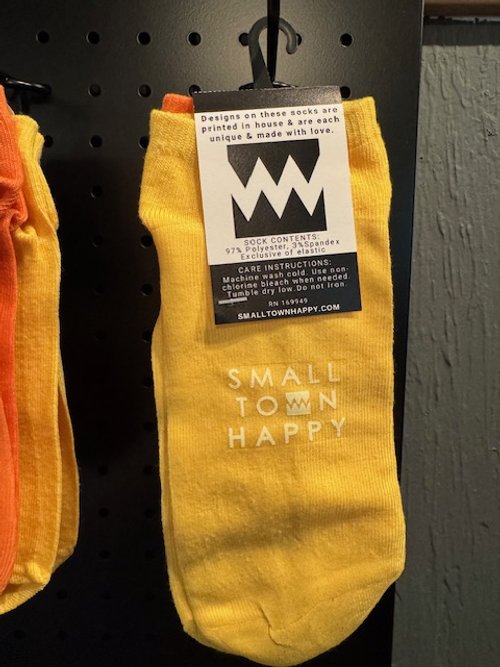 Designs on these socks are
printed in house & are each
unique & made with love.
SOCK CONTENTS:
97% Polyester, 3%Spandex
Exclusive of elastic
CARE INSTRUCTIONS:
Machine wash cold. Use non-
chlorine bleach when needed.
Tumble dry low. Do not Iron.
RN 169949
SMALLTOWNHAPPY.COM
SMALL
TOWN
HAPPY